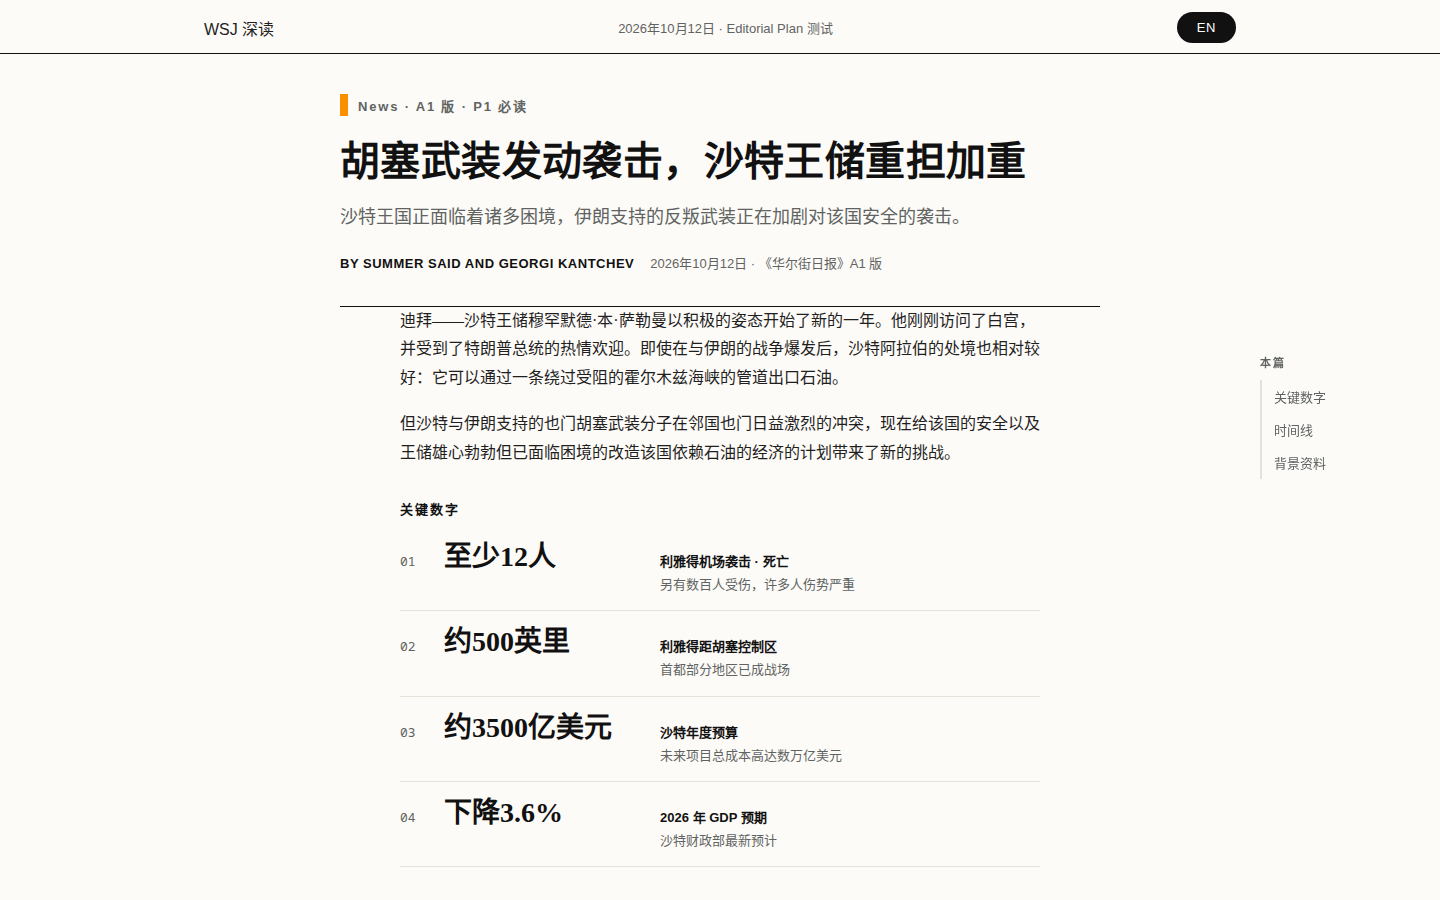 WSJ 深读
2026年10月12日 · Editorial Plan 测试
EN
News · A1 版 · P1 必读
胡塞武装发动袭击，沙特王储重担加重
沙特王国正面临着诸多困境，伊朗支持的反叛武装正在加剧对该国安全的袭击。
BY SUMMER SAID AND GEORGI KANTCHEV 2026年10月12日 · 《华尔街日报》A1 版
迪拜——沙特王储穆罕默德·本·萨勒曼以积极的姿态开始了新的一年。他刚刚访问了白宫，
并受到了特朗普总统的热情欢迎。即使在与伊朗的战争爆发后，沙特阿拉伯的处境也相对较
好：它可以通过一条绕过受阻的霍尔木兹海峡的管道出口石油。
但沙特与伊朗支持的也门胡塞武装分子在邻国也门日益激烈的冲突，现在给该国的安全以及
王储雄心勃勃但已面临困境的改造该国依赖石油的经济的计划带来了新的挑战。
本篇
关键数字
时间线
背景资料
关键数字
01 至少12人 利雅得机场袭击 · 死亡
另有数百人受伤，许多人伤势严重
02 约500英里 利雅得距胡塞控制区
首都部分地区已成战场
03 约3500亿美元 沙特年度预算
未来项目总成本高达数万亿美元
04 下降3.6% 2026 年 GDP 预期
沙特财政部最新预计